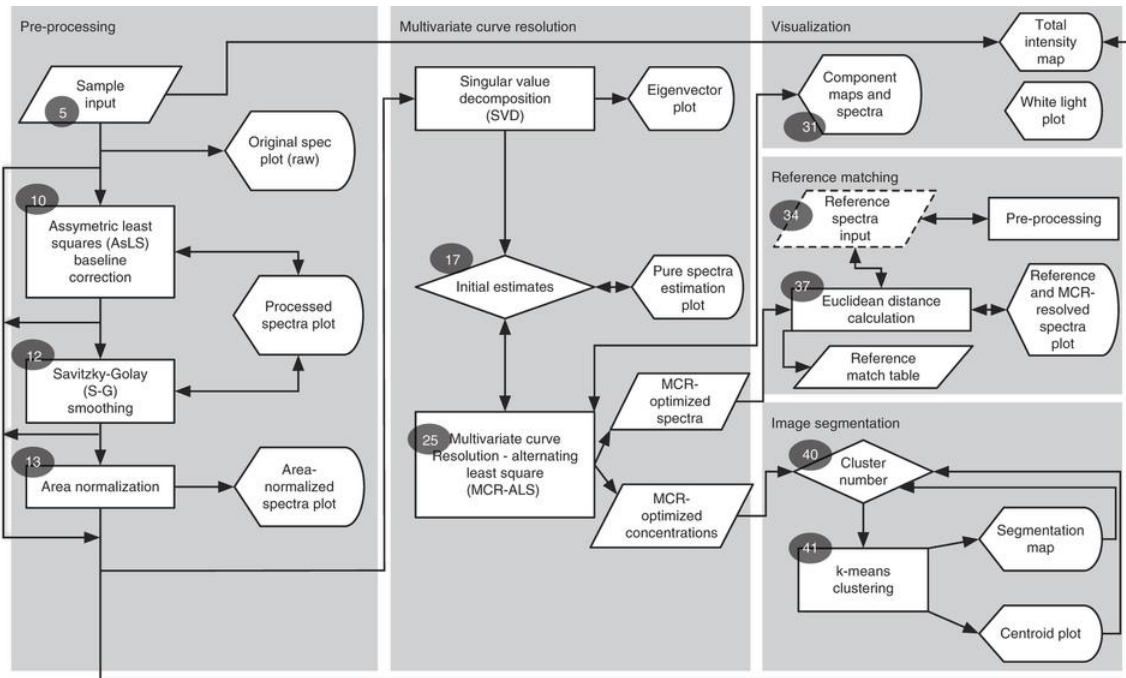 Pre-processing
Sample
input
5
Original spec
plot (raw)
10
Assymetric least
squares (AsLS)
baseline
correction
Processed
spectra plot
12
Savitzky-Golay
(S-G)
smoothing
13
Area normalization
Area-
normalized
spectra plot
Multivariate curve resolution
Singular value
decomposition
(SVD)
Eigenvector
plot
17
Initial estimates
Pure spectra
estimation
plot
25
Multivariate curve
Resolution - alternating
least square
(MCR-ALS)
MCR-
optimized
spectra
MCR-
optimized
concentrations
Visualization
Total
intensity
map
Component
maps and
spectra
31
White light
plot
Reference matching
34
Reference
spectra
input
Pre-processing
37
Euclidean distance
calculation
Reference
and MCR-
resolved
spectra
plot
Reference
match table
Image segmentation
40
Cluster
number
41
k-means
clustering
Segmentation
map
Centroid plot